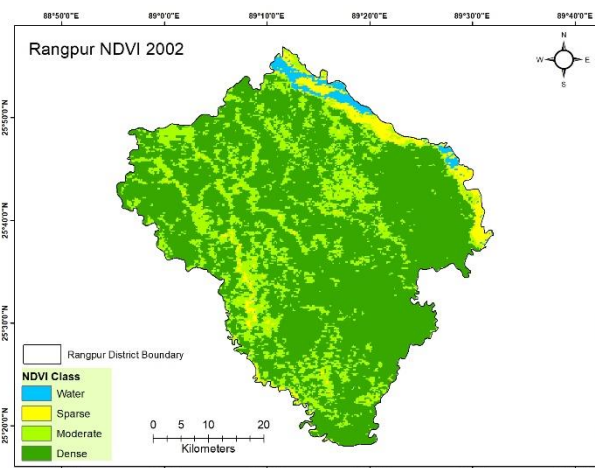 88°50'0"E 89°0'0"E 89°10'0"E 89°20'0"E 89°30'0"E 89°40'0"E
Rangpur NDVI 2002
N
W E
S
25°50'0"N
25°40'0"N
25°30'0"N
25°20'0"N
Rangpur District Boundary
NDVI Class
Water
Sparse
Moderate
Dense
0 5 10 20
Kilometers